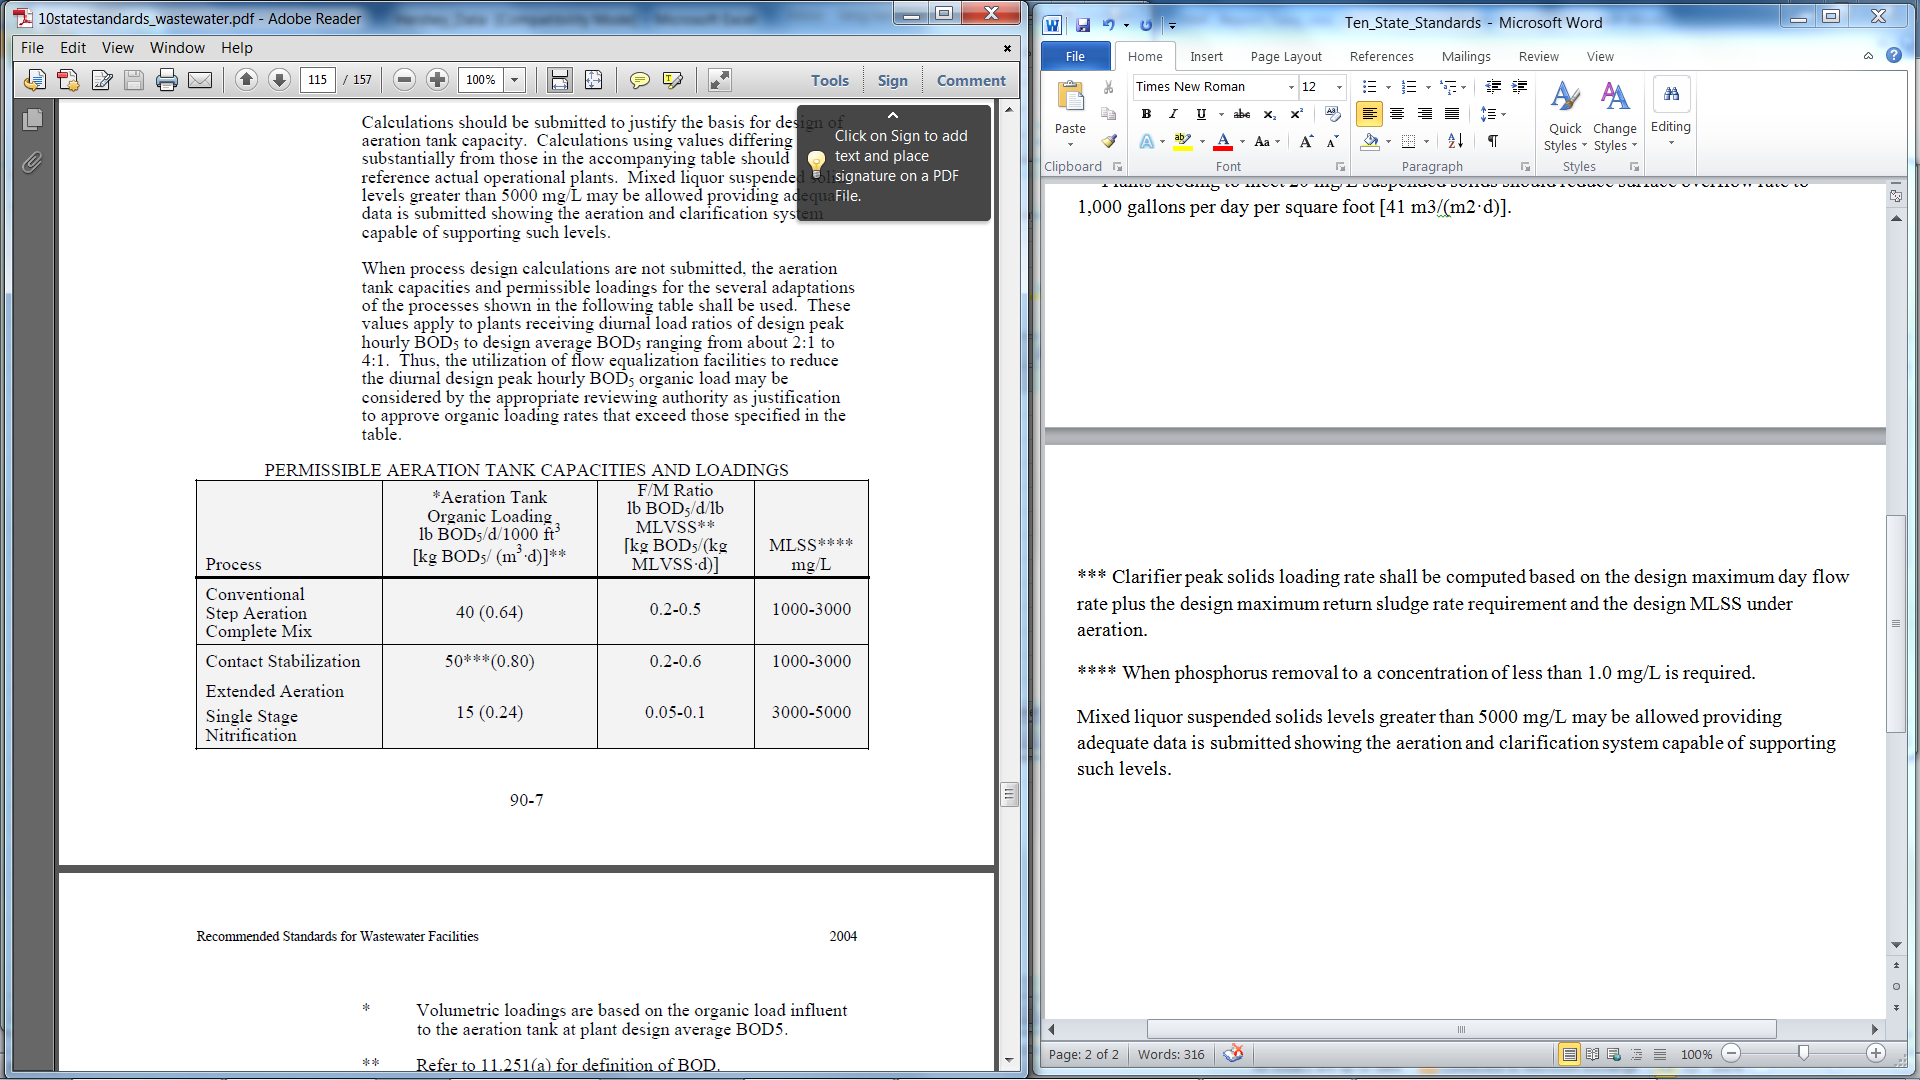 10statestandards_wastewater.pdf - Adobe Reader
File Edit View Window Help
115 / 157 100% Tools Sign Comment
Click on Sign to add
text and place
signature on a PDF
File.
Calculations should be submitted to justify the basis for design of
aeration tank capacity. Calculations using values differing
substantially from those in the accompanying table should
reference actual operational plants. Mixed liquor suspended
levels greater than 5000 mg/L may be allowed providing adequate
data is submitted showing the aeration and clarification system
capable of supporting such levels.
When process design calculations are not submitted, the aeration
tank capacities and permissible loadings for the several adaptations
of the processes shown in the following table shall be used. These
values apply to plants receiving diurnal load ratios of design peak
hourly BOD5 to design average BOD5 ranging from about 2:1 to
4:1. Thus, the utilization of flow equalization facilities to reduce
the diurnal design peak hourly BOD5 organic load may be
considered by the appropriate reviewing authority as justification
to approve organic loading rates that exceed those specified in the
table.
PERMISSIBLE AERATION TANK CAPACITIES AND LOADINGS
Process
*Aeration Tank
Organic Loading
lb BOD5/d/1000 ft3
[kg BOD5/ (m3·d)]**
F/M Ratio
lb BOD5/d/lb
MLVSS**
[kg BOD5/(kg
MLVSS·d)]
MLSS****
mg/L
Conventional
Step Aeration
Complete Mix
40 (0.64) 0.2-0.5 1000-3000
Contact Stabilization 50***(0.80) 0.2-0.6 1000-3000
Extended Aeration
Single Stage
Nitrification
15 (0.24) 0.05-0.1 3000-5000
90-7
Recommended Standards for Wastewater Facilities 2004
* Volumetric loadings are based on the organic load influent
to the aeration tank at plant design average BOD5.
** Refer to 11.251(a) for definition of BOD.
Ten_State_Standards - Microsoft Word
File Home Insert Page Layout References Mailings Review View
Paste
Clipboard
Times New Roman 12
B I U abc x2 x2
A ab A Aa A A
Font
Paragraph
Quick
Styles
Change
Styles
Styles
Editing
Plants needing to meet 20 mg/L suspended solids should reduce surface overflow rate to
1,000 gallons per day per square foot [41 m3/(m2·d)].
*** Clarifier peak solids loading rate shall be computed based on the design maximum day flow
rate plus the design maximum return sludge rate requirement and the design MLSS under
aeration.
**** When phosphorus removal to a concentration of less than 1.0 mg/L is required.
Mixed liquor suspended solids levels greater than 5000 mg/L may be allowed providing
adequate data is submitted showing the aeration and clarification system capable of supporting
such levels.
Page: 2 of 2 Words: 316 100%